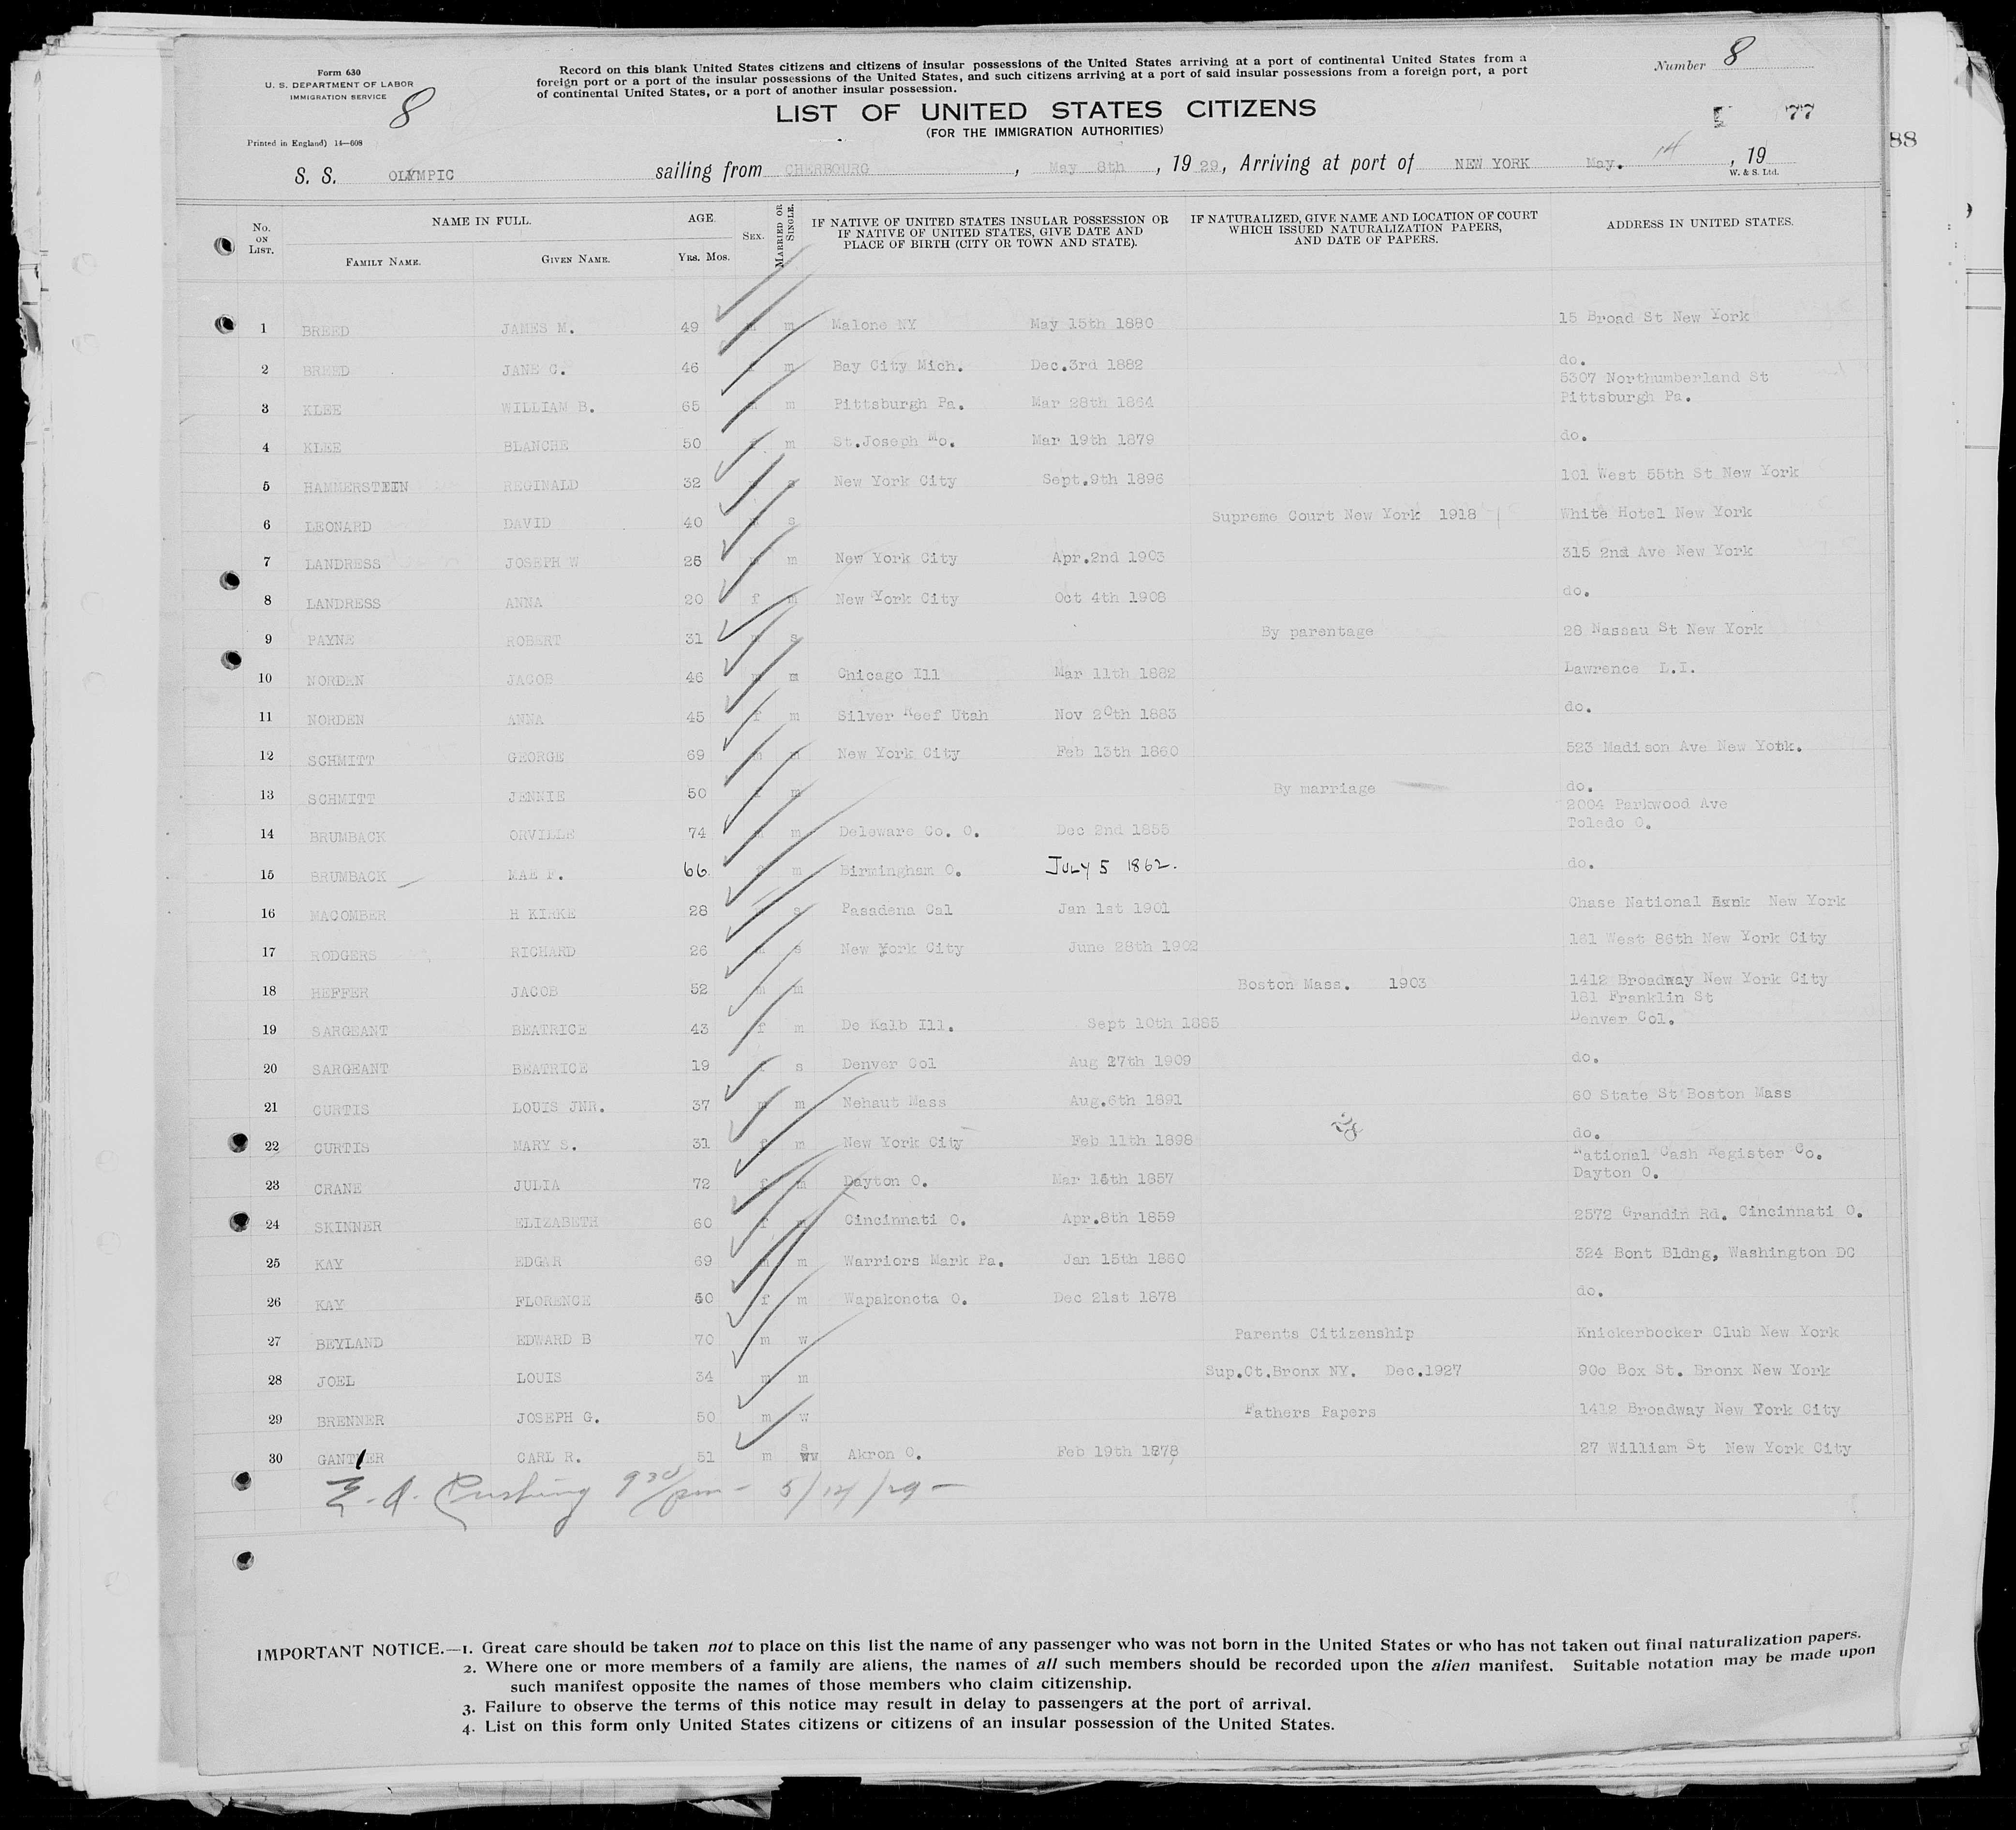 Form 630
U. S. DEPARTMENT OF LABOR
IMMIGRATION SERVICE
8
Printed in England) 14—608
Record on this blank United States citizens and citizens of insular possessions of the United States arriving at a port of continental United States from a
foreign port or a port of the insular possessions of the United States, and such citizens arriving at a port of said insular possessions from a foreign port, a port
of continental United States, or a port of another insular possession.
Number 8
LIST OF UNITED STATES CITIZENS
(FOR THE IMMIGRATION AUTHORITIES)
77
88
S. S. OLYMPIC sailing from CHERBOURG, May 8th, 1929, Arriving at port of NEW YORK May. 14, 19
W. & S. Ltd.
No. ON LIST. NAME IN FULL. FAMILY NAME. GIVEN NAME. AGE. YRS. MOS. SEX. MARRIED OR SINGLE. IF NATIVE OF UNITED STATES INSULAR POSSESSION OR IF NATIVE OF UNITED STATES, GIVE DATE AND PLACE OF BIRTH (CITY OR TOWN AND STATE). IF NATURALIZED, GIVE NAME AND LOCATION OF COURT WHICH ISSUED NATURALIZATION PAPERS, AND DATE OF PAPERS. ADDRESS IN UNITED STATES.
1 BREED JAMES M. 49 m m Malone NY May 15th 1880 15 Broad St New York
2 BREED JANE C. 46 f m Bay City Mich. Dec.3rd 1882 do.
3 KLEE WILLIAM B. 65 m m Pittsburgh Pa. Mar 28th 1864 5307 Northumberland St Pittsburgh Pa.
4 KLEE BLANCHE 50 f m St.Joseph Mo. Mar 19th 1879 do.
5 HAMMERSTEIN REGINALD 32 m s New York City Sept.9th 1896 101 West 55th St New York
6 LEONARD DAVID 40 m s Supreme Court New York 1918 White Hotel New York
7 LANDRESS JOSEPH W 26 m m New York City Apr.2nd 1903 315 2nd Ave New York
8 LANDRESS ANNA 20 f m New York City Oct 4th 1908 do.
9 PAYNE ROBERT 31 m s By parentage 28 Nassau St New York
10 NORDEN JACOB 46 m m Chicago Ill Mar 11th 1882 Lawrence L.I.
11 NORDEN ANNA 45 f m Silver Reef Utah Nov 20th 1883 do.
12 SCHMITT GEORGE 69 m m New York City Feb 13th 1860 523 Madison Ave New York.
13 SCHMITT JENNIE 50 f m By marriage do.
14 BRUMBACK ORVILLE 74 m m Deleware Co. O. Dec 2nd 1855 2004 Parkwood Ave Toledo O.
15 BRUMBACK MAE F. 66 f m Birmingham O. JULY 5 1862. do.
16 MACOMBER H KIRKE 28 s Pasadena Cal Jan 1st 1901 Chase National Bank New York
17 RODGERS RICHARD 26 m s New York City June 28th 1902 161 West 86th New York City
18 HEFFER JACOB 52 m m Boston Mass. 1903 1412 Broadway New York City
19 SARGEANT BEATRICE 43 f m De Kalb Ill. Sept 10th 1885 181 Franklin St Denver Col.
20 SARGEANT BEATRICE 19 f s Denver Col Aug 27th 1909 do.
21 CURTIS LOUIS JNR. 37 m m Nehaut Mass Aug.6th 1891 60 State St Boston Mass
22 CURTIS MARY S. 31 f m New York City Feb 11th 1898 do.
23 CRANE JULIA 72 f m Dayton O. Mar 16th 1857 National Cash Register Co. Dayton O.
24 SKINNER ELIZABETH 60 f m Cincinnati O. Apr.8th 1859 2572 Grandin Rd. Cincinnati O.
25 KAY EDGAR 69 m m Warriors Mark Pa. Jan 15th 1860 324 Bont Bldng, Washington DC
26 KAY FLORENCE 50 f m Wapakoneta O. Dec 21st 1878 do.
27 BEYLAND EDWARD B 70 m w Parents Citizenship Knickerbocker Club New York
28 JOEL LOUIS 34 m m Sup.Ct.Bronx NY. Dec.1927 900 Box St. Bronx New York
29 BRENNER JOSEPH G. 50 m w Fathers Papers 1412 Broadway New York City
30 GANTER CARL R. 51 m s Akron O. Feb 19th 1878 27 William St New York City
E. A. Cushing 9 30/pm - 5/14/29 -
IMPORTANT NOTICE.—1. Great care should be taken not to place on this list the name of any passenger who was not born in the United States or who has not taken out final naturalization papers.
2. Where one or more members of a family are aliens, the names of all such members should be recorded upon the alien manifest. Suitable notation may be made upon
such manifest opposite the names of those members who claim citizenship.
3. Failure to observe the terms of this notice may result in delay to passengers at the port of arrival.
4. List on this form only United States citizens or citizens of an insular possession of the United States.